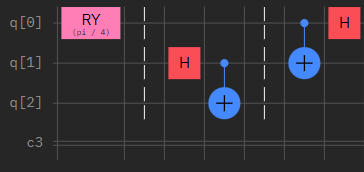 q[0] RY H
(pi / 4)
q[1] H
q[2]
c3